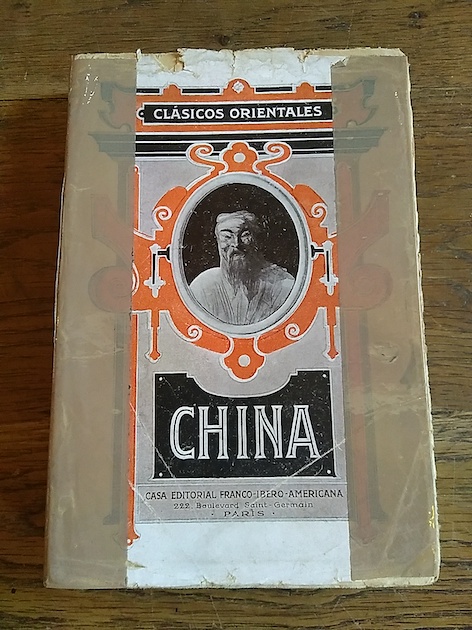 CLÁSICOS ORIENTALES
CHINA
CASA EDITORIAL FRANCO-IBERO-AMERICANA
222, Boulevard Saint-Germain
· PARIS ·